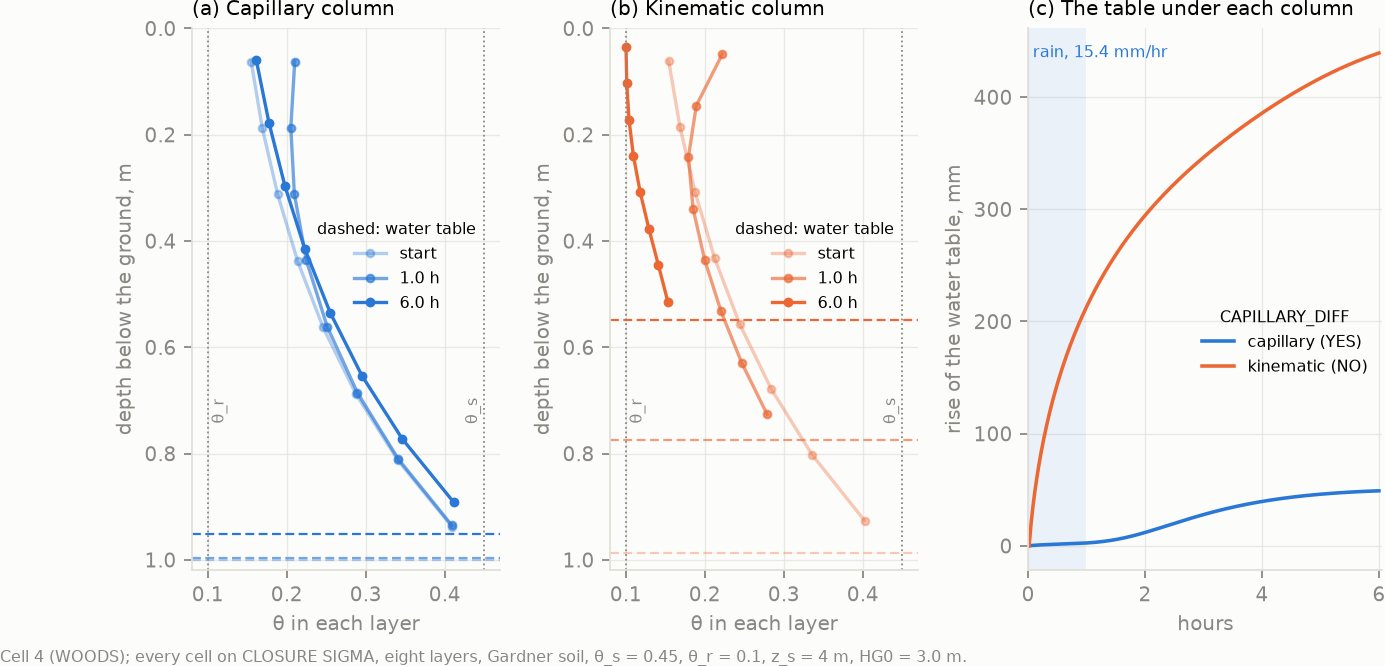 (a) Capillary column
(b) Kinematic column
(c) The table under each column
0.0
0.2
0.4
0.6
0.8
1.0
depth below the ground, m
dashed: water table
start
1.0 h
6.0 h
θ_r
θ_s
0.1
0.2
0.3
0.4
θ in each layer
0.0
0.2
0.4
0.6
0.8
1.0
depth below the ground, m
dashed: water table
start
1.0 h
6.0 h
θ_r
θ_s
0.1
0.2
0.3
0.4
θ in each layer
rain, 15.4 mm/hr
400
300
200
100
0
rise of the water table, mm
CAPILLARY_DIFF
capillary (YES)
kinematic (NO)
0
2
4
6
hours
Cell 4 (WOODS); every cell on CLOSURE SIGMA, eight layers, Gardner soil, θ_s = 0.45, θ_r = 0.1, z_s = 4 m, HG0 = 3.0 m.